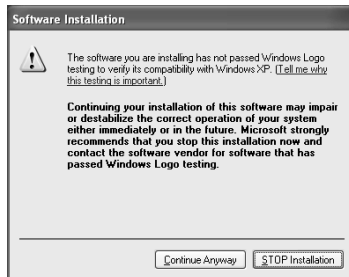 Software Installation
The software you are installing has not passed Windows Logo
testing to verify its compatibility with Windows XP. (Tell me why
this testing is important.)
Continuing your installation of this software may impair
or destabilize the correct operation of your system
either immediately or in the future. Microsoft strongly
recommends that you stop this installation now and
contact the software vendor for software that has
passed Windows Logo testing.
Continue Anyway
STOP Installation